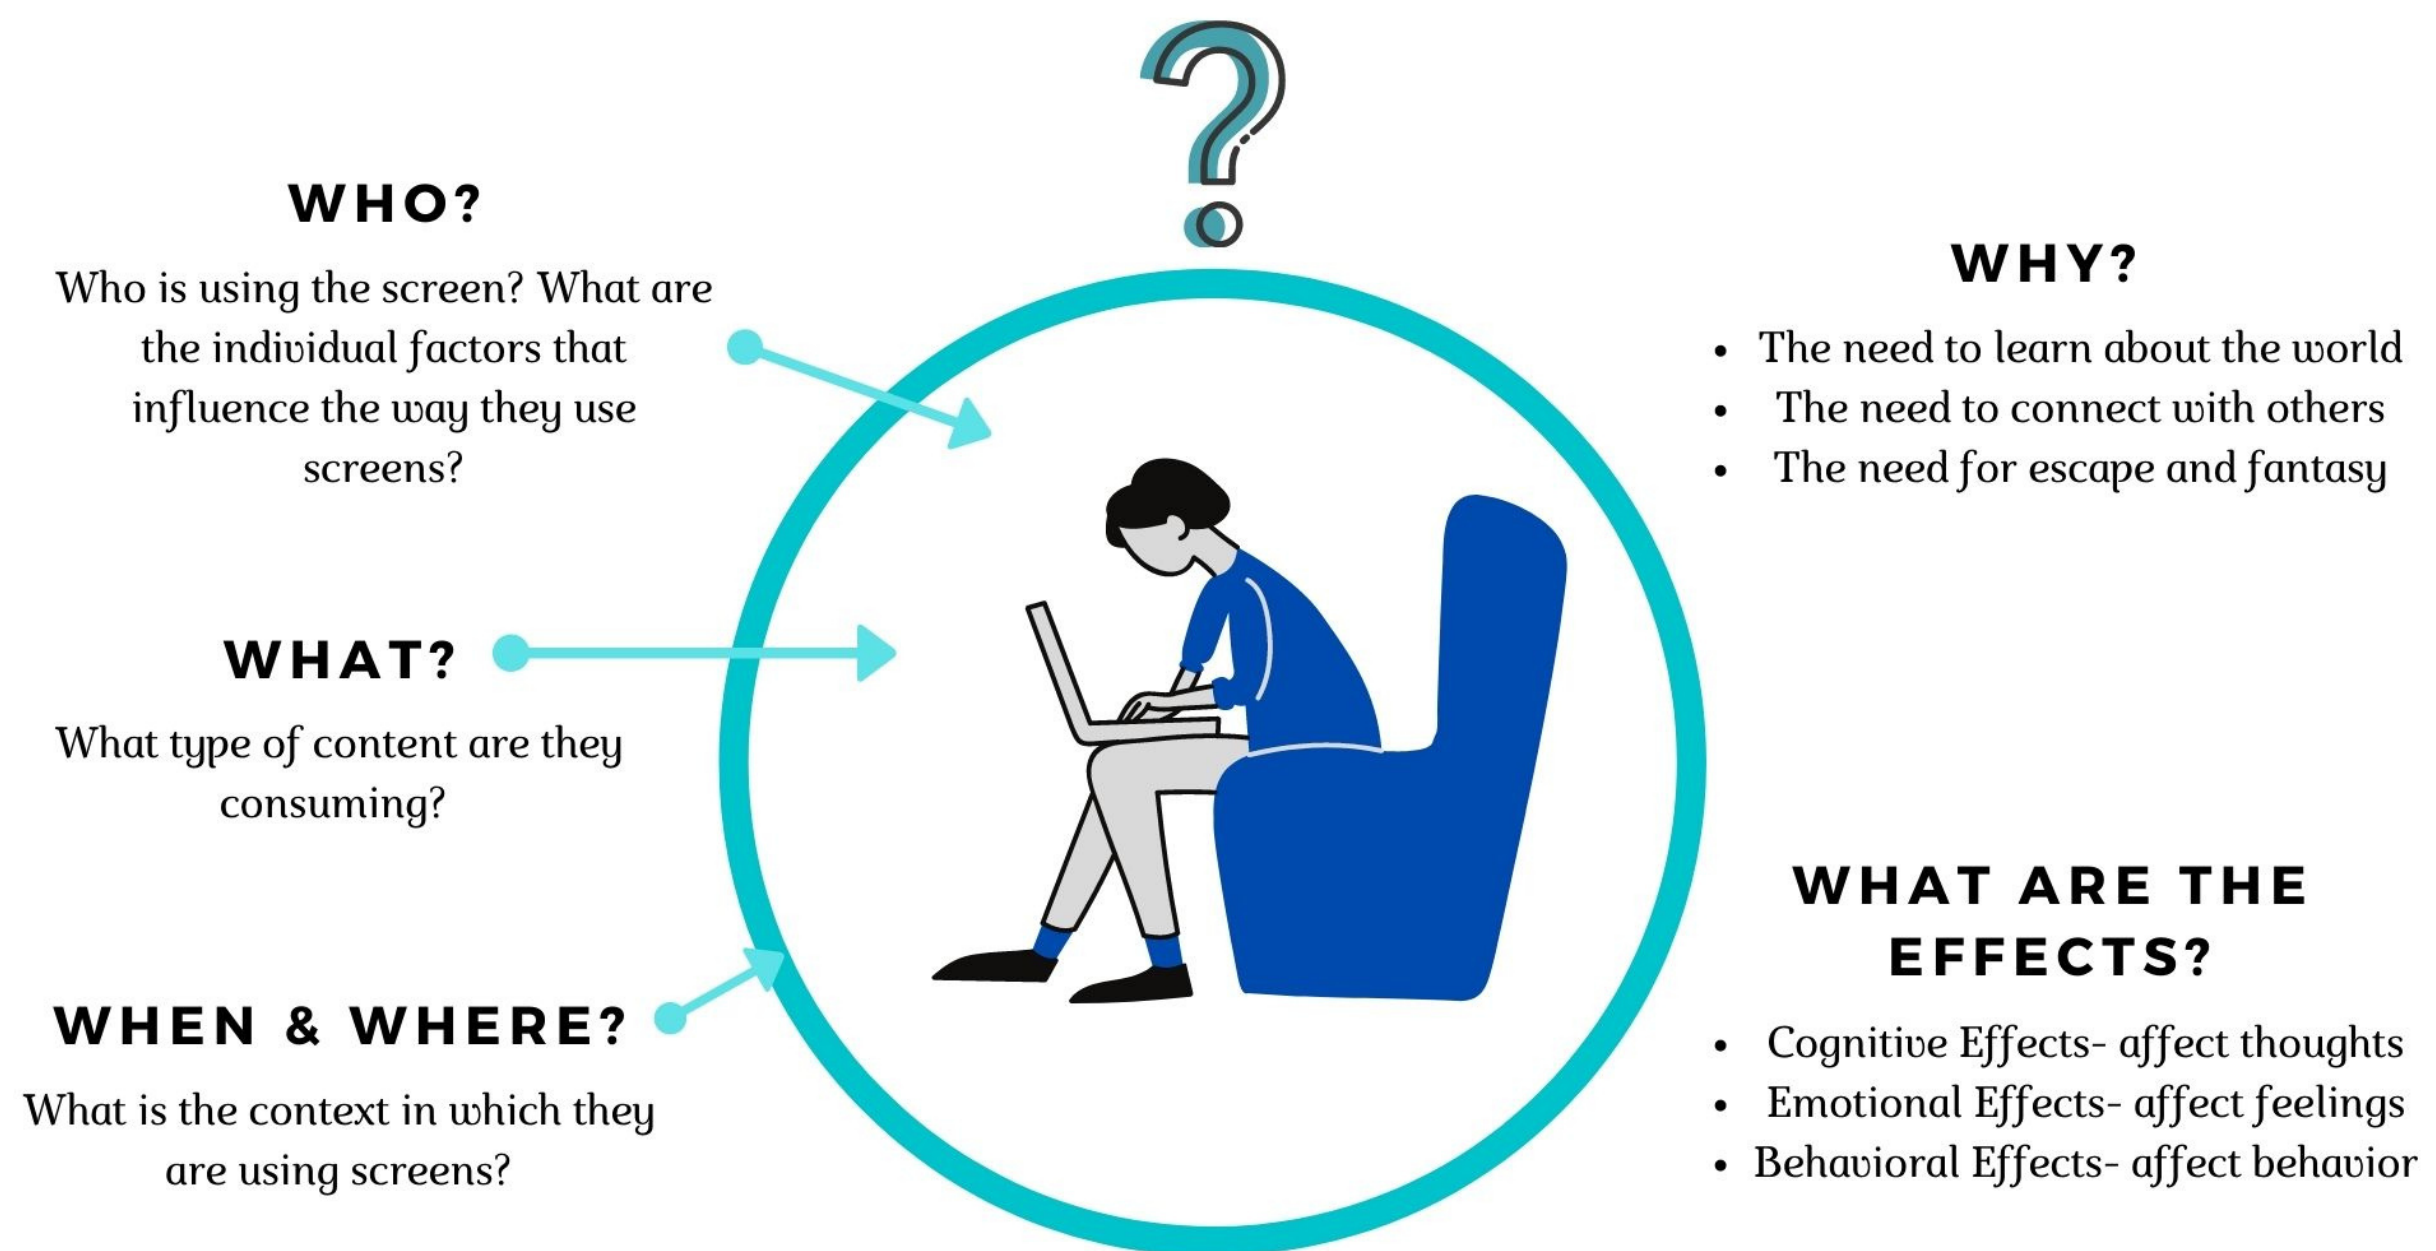 ?
WHO?
Who is using the screen? What are
the individual factors that
influence the way they use
screens?
WHAT?
What type of content are they
consuming?
WHEN & WHERE?
What is the context in which they
are using screens?
WHY?
• The need to learn about the world
• The need to connect with others
• The need for escape and fantasy
WHAT ARE THE
EFFECTS?
• Cognitive Effects- affect thoughts
• Emotional Effects- affect feelings
• Behavioral Effects- affect behavior